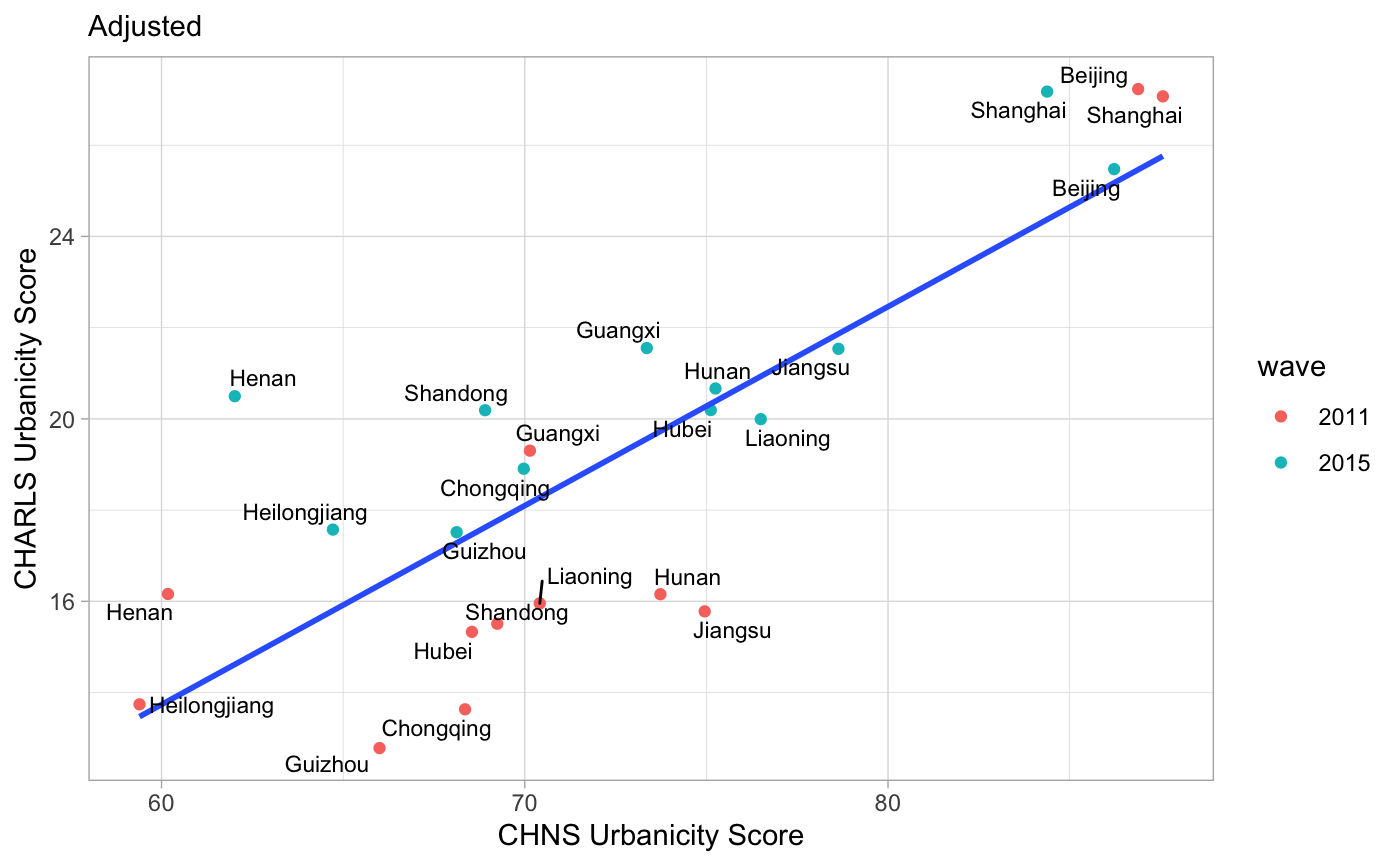 Adjusted
Beijing
Shanghai
Shanghai
Beijing
24
Guangxi
Jiangsu
Hunan
Henan
Shandong
20
Hubei
Guangxi
Liaoning
Chongqing
Heilongjiang
Guizhou
Liaoning
Hunan
16
Henan
Shandong
Jiangsu
Hubei
Heilongjiang
Chongqing
Guizhou
60
70
80
CHNS Urbanicity Score
CHARLS Urbanicity Score
wave
2011
2015